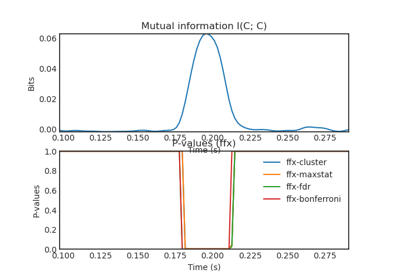 Mutual information I(C; C)
0.06
0.04
0.02
0.00
Bits
0.100 0.125 0.150 0.175 0.200 0.225 0.250 0.275
Time (s)
P-values (ffx)
1.0
0.8
0.6
0.4
0.2
0.0
P-values
ffx-cluster
ffx-maxstat
ffx-fdr
ffx-bonferroni
0.100 0.125 0.150 0.175 0.200 0.225 0.250 0.275
Time (s)